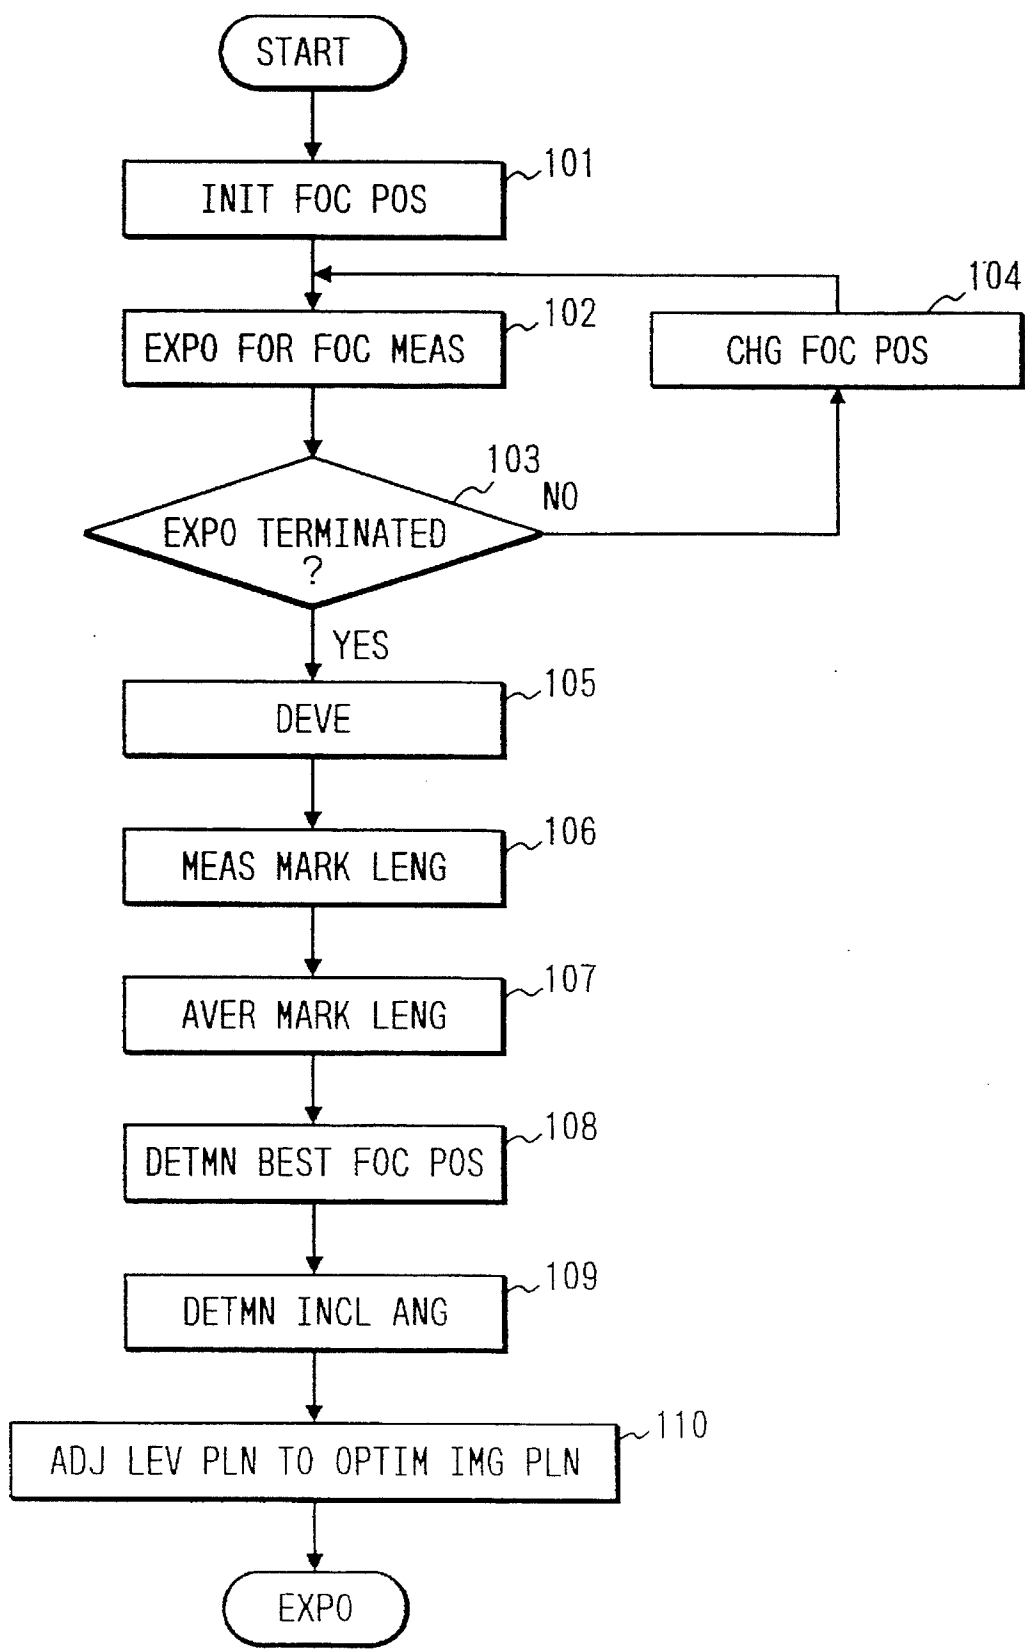 START
101
INIT FOC POS
104
102
EXPO FOR FOC MEAS
CHG FOC POS
103
NO
EXPO TERMINATED
?
YES
105
DEVE
106
MEAS MARK LENG
107
AVER MARK LENG
108
DETMN BEST FOC POS
109
DETMN INCL ANG
110
ADJ LEV PLN TO OPTIM IMG PLN
EXPO